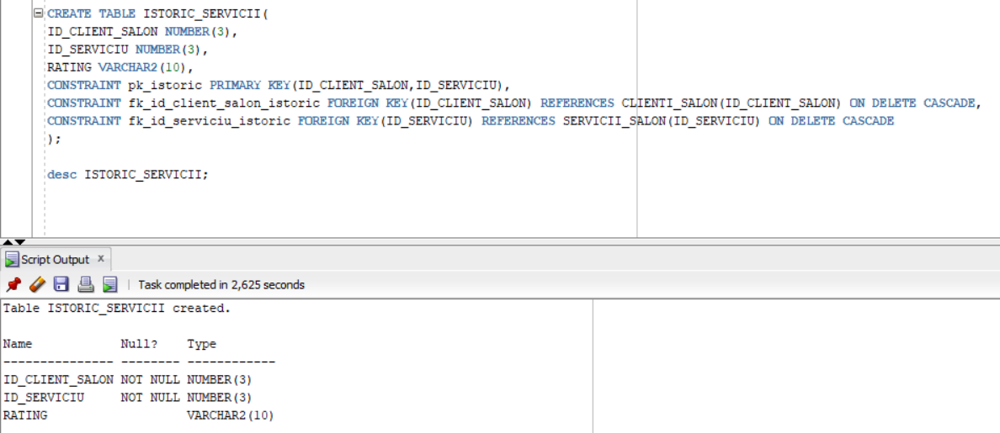 CREATE TABLE ISTORIC_SERVICII(
ID_CLIENT_SALON NUMBER(3),
ID_SERVICIU NUMBER(3),
RATING VARCHAR2(10),
CONSTRAINT pk_istoric PRIMARY KEY(ID_CLIENT_SALON,ID_SERVICIU),
CONSTRAINT fk_id_client_salon_istoric FOREIGN KEY(ID_CLIENT_SALON) REFERENCES CLIENTI_SALON(ID_CLIENT_SALON) ON DELETE CASCADE,
CONSTRAINT fk_id_serviciu_istoric FOREIGN KEY(ID_SERVICIU) REFERENCES SERVICII_SALON(ID_SERVICIU) ON DELETE CASCADE
);
desc ISTORIC_SERVICII;
Script Output x
Task completed in 2,625 seconds
Table ISTORIC_SERVICII created.
Name Null? Type
--------------- -------- ------------
ID_CLIENT_SALON NOT NULL NUMBER(3)
ID_SERVICIU NOT NULL NUMBER(3)
RATING VARCHAR2(10)